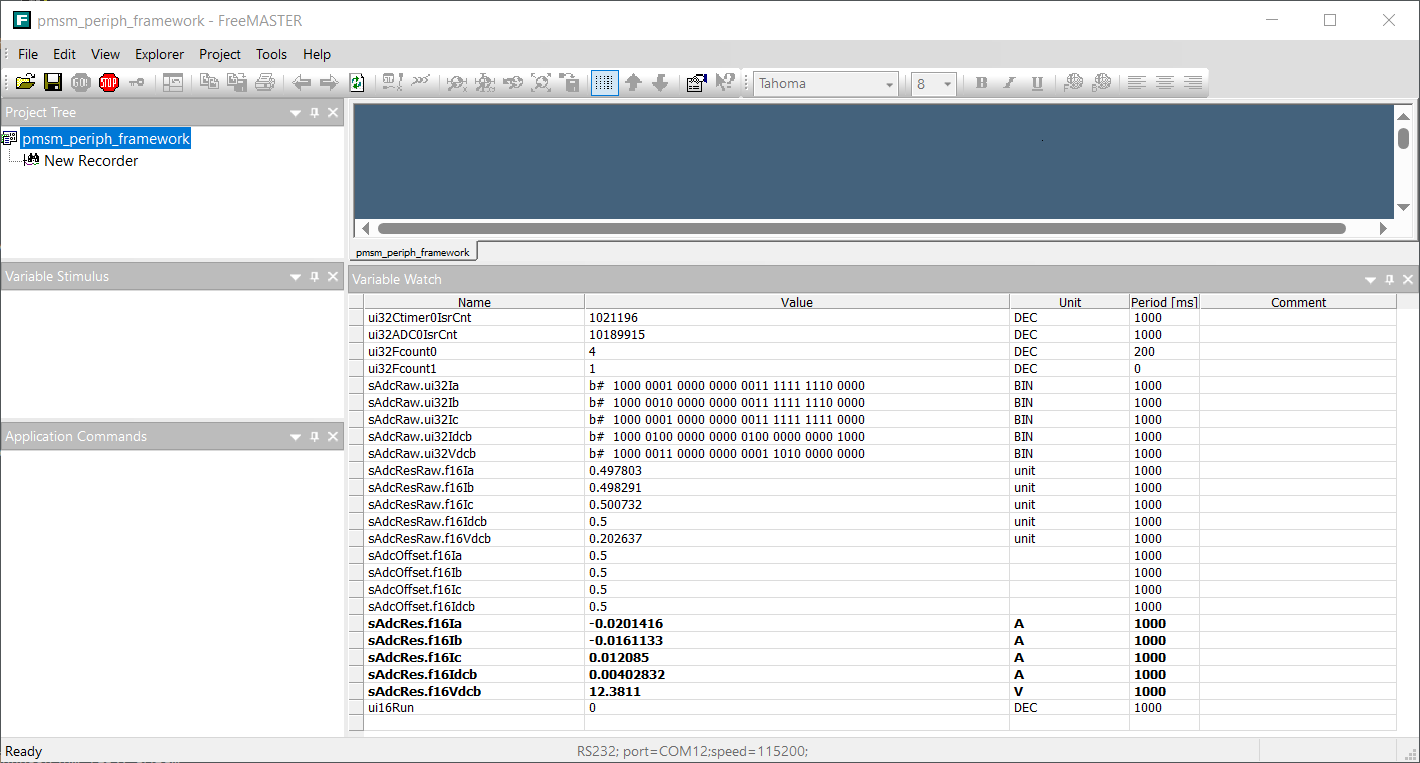 pmsm_periph_framework - FreeMASTER
File Edit View Explorer Project Tools Help
GO! STOP Tahoma 8 B I U
Project Tree
pmsm_periph_framework
New Recorder
pmsm_periph_framework
Variable Stimulus
Application Commands
Variable Watch
Name Value Unit Period [ms] Comment
ui32Ctimer0IsrCnt 1021196 DEC 1000
ui32ADC0IsrCnt 10189915 DEC 1000
ui32Fcount0 4 DEC 200
ui32Fcount1 1 DEC 0
sAdcRaw.ui32Ia b# 1000 0001 0000 0000 0011 1111 1110 0000 BIN 1000
sAdcRaw.ui32Ib b# 1000 0010 0000 0000 0011 1111 1110 0000 BIN 1000
sAdcRaw.ui32Ic b# 1000 0001 0000 0000 0011 1111 1111 0000 BIN 1000
sAdcRaw.ui32Idcb b# 1000 0100 0000 0000 0100 0000 0000 1000 BIN 1000
sAdcRaw.ui32Vdcb b# 1000 0011 0000 0000 0001 1010 0000 0000 BIN 1000
sAdcResRaw.f16Ia 0.497803 unit 1000
sAdcResRaw.f16Ib 0.498291 unit 1000
sAdcResRaw.f16Ic 0.500732 unit 1000
sAdcResRaw.f16Idcb 0.5 unit 1000
sAdcResRaw.f16Vdcb 0.202637 unit 1000
sAdcOffset.f16Ia 0.5 1000
sAdcOffset.f16Ib 0.5 1000
sAdcOffset.f16Ic 0.5 1000
sAdcOffset.f16Idcb 0.5 1000
sAdcRes.f16Ia -0.0201416 A 1000
sAdcRes.f16Ib -0.0161133 A 1000
sAdcRes.f16Ic 0.012085 A 1000
sAdcRes.f16Idcb 0.00402832 A 1000
sAdcRes.f16Vdcb 12.3811 V 1000
ui16Run 0 DEC 1000
Ready RS232; port=COM12;speed=115200;